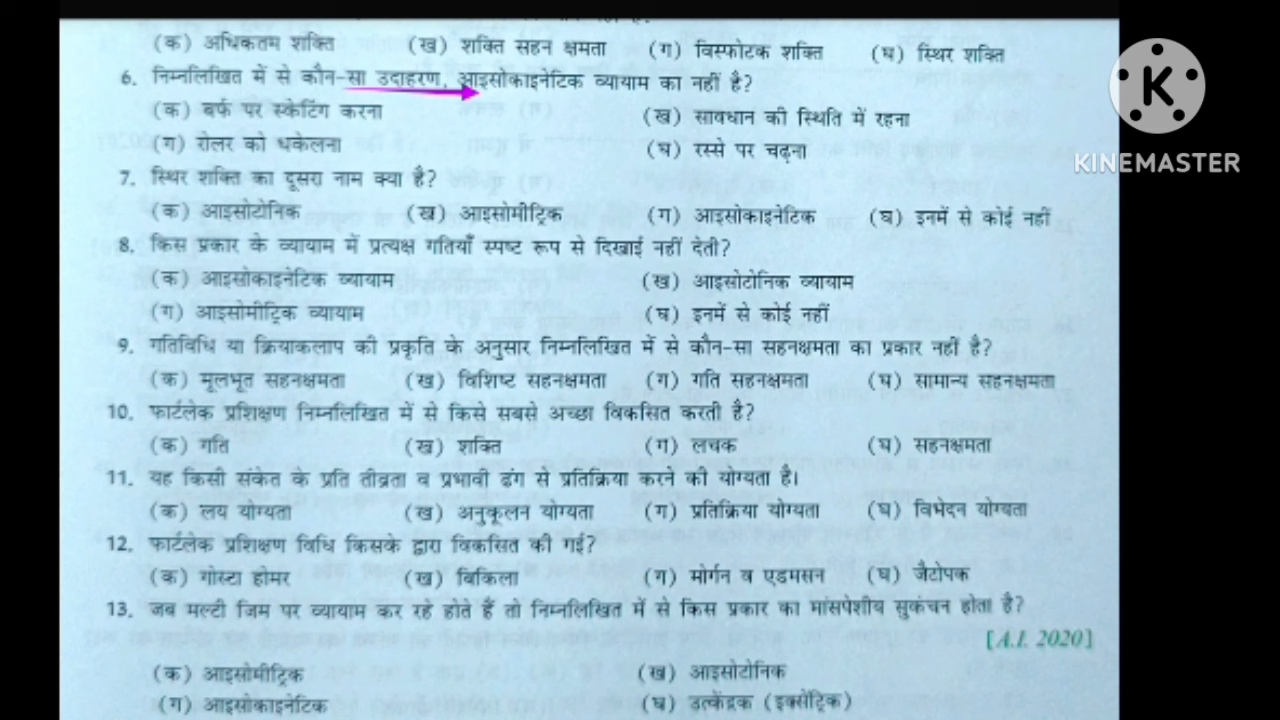 (क) अधिकतम शक्ति (ख) शक्ति सहन क्षमता (ग) विस्फोटक शक्ति (घ) स्थिर शक्ति
6. निम्नलिखित में से कौन-सा उदाहरण, आइसोकाइनेटिक व्यायाम का नहीं है?
(क) बर्फ पर स्केटिंग करना (ख) सावधान की स्थिति में रहना
(ग) रोलर को धकेलना (घ) रस्से पर चढ़ना
7. स्थिर शक्ति का दूसरा नाम क्या है?
(क) आइसोटोनिक (ख) आइसोमीट्रिक (ग) आइसोकाइनेटिक (घ) इनमें से कोई नहीं
8. किस प्रकार के व्यायाम में प्रत्यक्ष गतियाँ स्पष्ट रूप से दिखाई नहीं देती?
(क) आइसोकाइनेटिक व्यायाम (ख) आइसोटोनिक व्यायाम
(ग) आइसोमीट्रिक व्यायाम (घ) इनमें से कोई नहीं
9. गतिविधि या क्रियाकलाप की प्रकृति के अनुसार निम्नलिखित में से कौन-सा सहनक्षमता का प्रकार नहीं है?
(क) मूलभूत सहनक्षमता (ख) विशिष्ट सहनक्षमता (ग) गति सहनक्षमता (घ) सामान्य सहनक्षमता
10. फार्टलेक प्रशिक्षण निम्नलिखित में से किसे सबसे अच्छा विकसित करती है?
(क) गति (ख) शक्ति (ग) लचक (घ) सहनक्षमता
11. यह किसी संकेत के प्रति तीव्रता व प्रभावी ढंग से प्रतिक्रिया करने की योग्यता है।
(क) लय योग्यता (ख) अनुकूलन योग्यता (ग) प्रतिक्रिया योग्यता (घ) विभेदन योग्यता
12. फार्टलेक प्रशिक्षण विधि किसके द्वारा विकसित की गई?
(क) गोस्टा होमर (ख) बिकिला (ग) मोर्गन व एडमसन (घ) जैटोपक
13. जब मल्टी जिम पर व्यायाम कर रहे होते हैं तो निम्नलिखित में से किस प्रकार का मांसपेशीय सुकंचन होता है?
[A.I. 2020]
(क) आइसोमीट्रिक (ख) आइसोटोनिक
(ग) आइसोकाइनेटिक (घ) उत्केंद्रक (इक्सेंट्रिक)
K
KINEMASTER